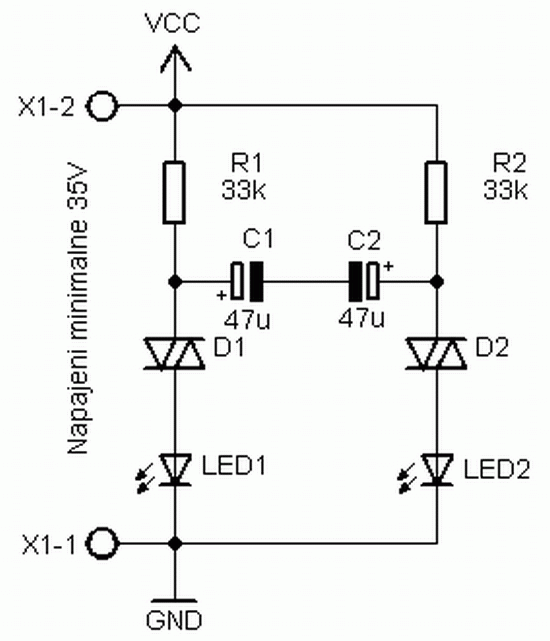 VCC
X1-2
R1
33k
R2
33k
Napajeni minimalne 35V
C1
C2
+
+
47u
47u
D1
D2
LED1
LED2
X1-1
GND